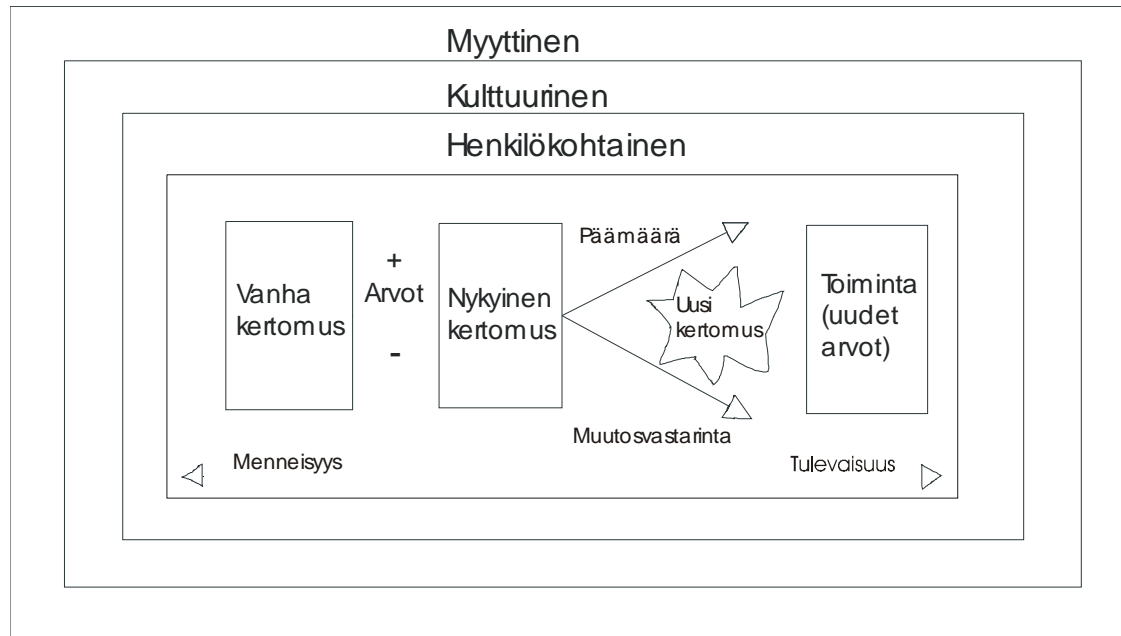 Myyttinen
Kulttuurinen
Henkilökohtainen
Vanha
kertomus
+
Arvot
-
Nykyinen
kertomus
Päämäärä
Uusi
kertomus
Muutosvastarinta
Toiminta
(uudet
arvot)
Menneisyys
Tulevaisuus